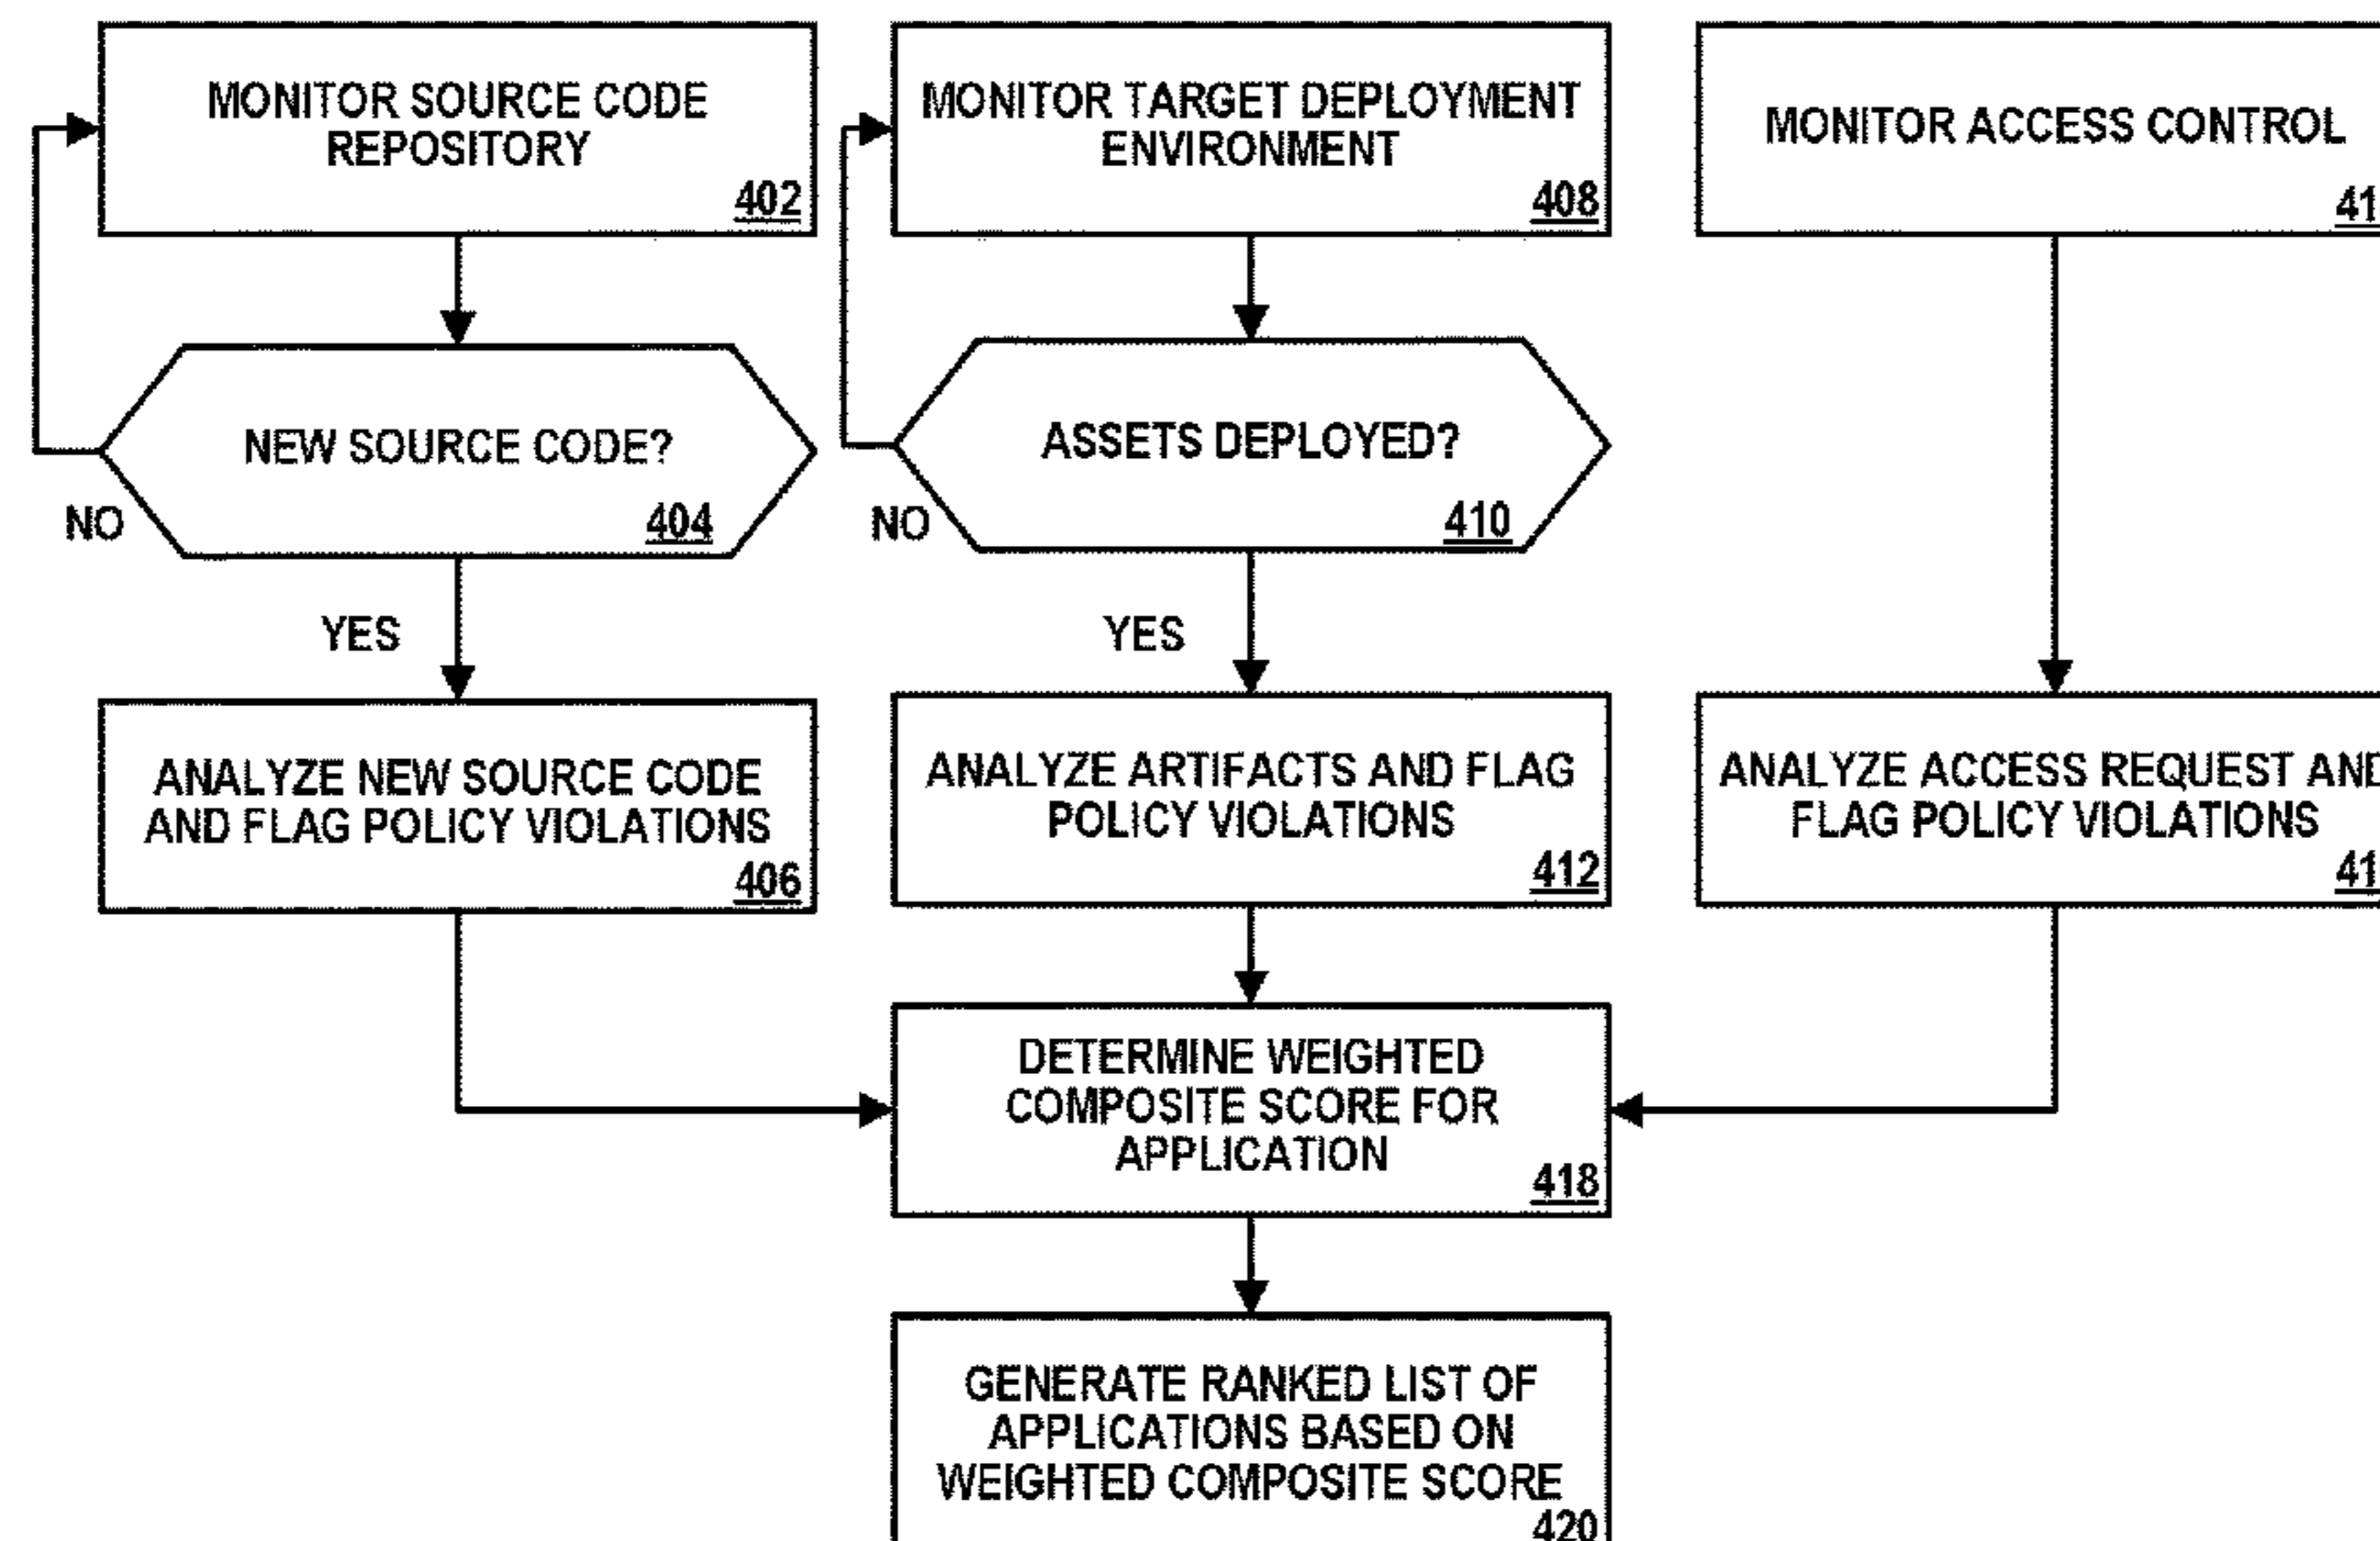 MONITOR SOURCE CODE
REPOSITORY
402
MONITOR TARGET DEPLOYMENT
ENVIRONMENT
408
MONITOR ACCESS CONTROL
41
NEW SOURCE CODE?
404
NO
YES
ASSETS DEPLOYED?
410
NO
YES
ANALYZE NEW SOURCE CODE
AND FLAG POLICY VIOLATIONS
406
ANALYZE ARTIFACTS AND FLAG
POLICY VIOLATIONS
412
ANALYZE ACCESS REQUEST AND
FLAG POLICY VIOLATIONS
41
DETERMINE WEIGHTED
COMPOSITE SCORE FOR
APPLICATION
418
GENERATE RANKED LIST OF
APPLICATIONS BASED ON
WEIGHTED COMPOSITE SCORE
420